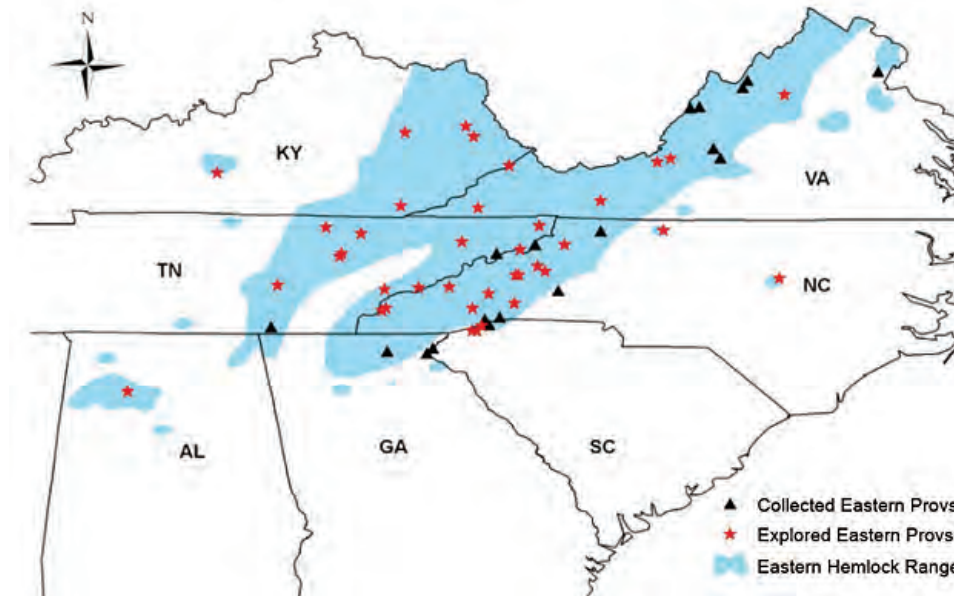 N
KY
VA
TN
NC
AL
GA
SC
Collected Eastern Provs
Explored Eastern Provs
Eastern Hemlock Range